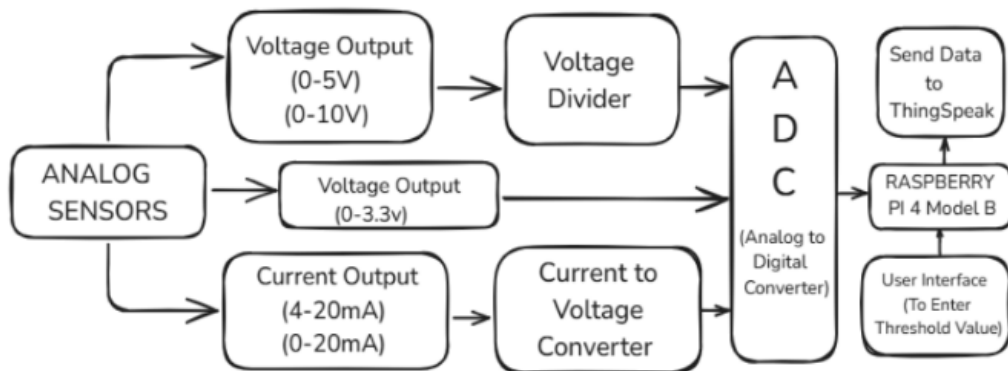 ANALOG
SENSORS
Voltage Output
(0-5V)
(0-10V)
Voltage
Divider
Voltage Output
(0-3.3v)
Current Output
(4-20mA)
(0-20mA)
Current to
Voltage
Converter
A
D
C
(Analog to
Digital
Converter)
Send Data
to
ThingSpeak
RASPBERRY
PI 4 Model B
User Interface
(To Enter
Threshold Value)